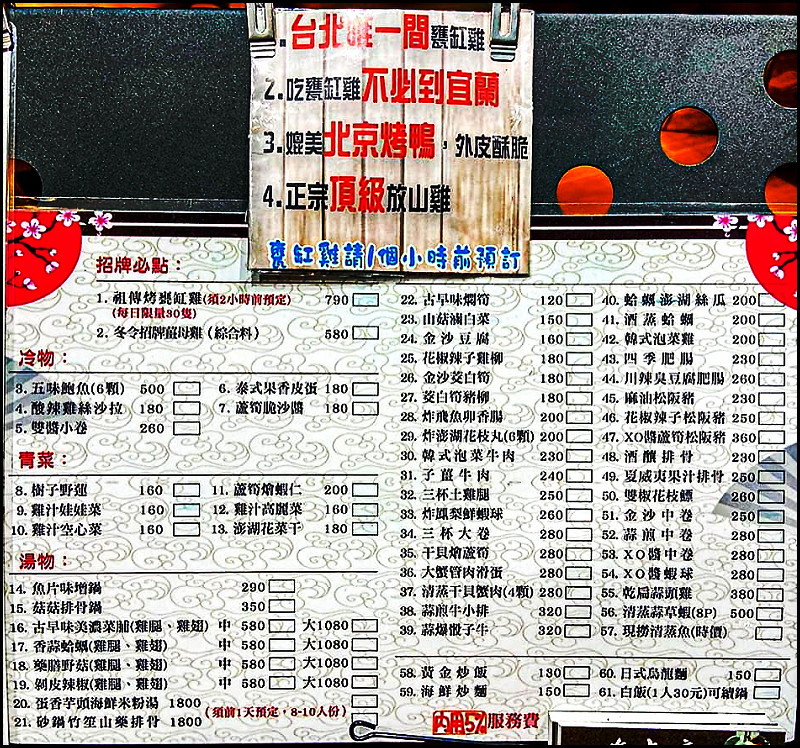 1.台北唯一間甕缸雞
2.吃甕缸雞不必到宜蘭
3.媲美北京烤鴨，外皮酥脆
4.正宗頂級放山雞
甕缸雞請1個小時前預訂
招牌必點：
1. 祖傳烤甕缸雞(須2小時前預定) 790
(每日限量30隻)
2. 冬令招牌薑母雞(綜合料) 580
冷物：
3. 五味鮑魚(6顆) 500
4. 酸辣雞絲沙拉 180
5. 雙醬小卷 260
6. 泰式果香皮蛋 180
7. 蘆筍脆沙醬 180
青菜：
8. 樹子野蓮 160
9. 雞汁娃娃菜 160
10. 雞汁空心菜 160
11. 蘆筍燴蝦仁 200
12. 雞汁高麗菜 160
13. 澎湖花菜干 180
湯物：
14. 魚片味增鍋 290
15. 菇菇排骨鍋 350
16. 古早味美濃菜脯(雞腿、雞翅) 中 580 大1080
17. 香蒜蛤蠣(雞腿、雞翅) 中 580 大1080
18. 藥膳野菇(雞腿、雞翅) 中 580 大1080
19. 剝皮辣椒(雞腿、雞翅) 中 580 大1080
20. 蛋香芋頭海鮮米粉湯 1800
21. 砂鍋竹笙山藥排骨 1800
(須前1天預定，8-10人份)
22. 古早味燜筍 120
23. 山菇滷白菜 150
24. 金沙豆腐 160
25. 花椒辣子雞柳 180
26. 金沙茭白筍 180
27. 茭白筍豬柳 180
28. 炸飛魚卵香腸 200
29. 炸澎湖花枝丸(6顆) 200
30. 韓式泡菜牛肉 230
31. 子薑牛肉 240
32. 三杯土雞腿 250
33. 炸鳳梨鮮蝦球 260
34. 三杯大卷 280
35. 干貝燴蘆筍 280
36. 大蟹管肉滑蛋 280
37. 清蒸干貝蟹肉(4顆) 280
38. 蒜煎牛小排 320
39. 蒜爆骰子牛 320
40. 蛤蠣澎湖絲瓜 200
41. 酒蒸蛤蠣 200
42. 韓式泡菜雞 200
43. 四季肥腸 230
44. 川辣臭豆腐肥腸 260
45. 麻油松阪豬 230
46. 花椒辣子松阪豬 250
47. XO醬蘆筍松阪豬 360
48. 酒釀排骨 230
49. 夏威夷果汁排骨 250
50. 雙椒花枝鏢 260
51. 金沙中卷 250
52. 蒜煎中卷 280
53. XO醬中卷 280
54. XO醬蝦球 280
55. 乾扁蒜頭雞 380
56. 清蒸蒜草蝦(8P) 500
57. 現撈清蒸魚(時價)
58. 黃金炒飯 130
59. 海鮮炒麵 150
60. 日式烏龍麵 150
61. 白飯(1人30元)可續鍋